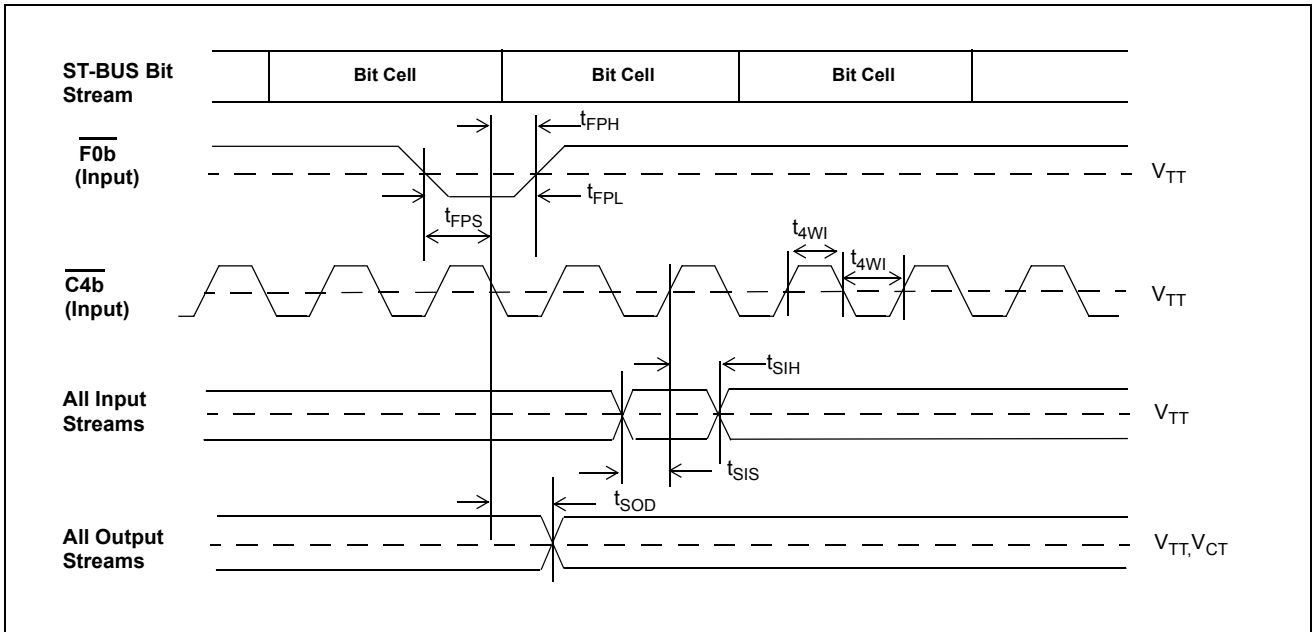 ST-BUS Bit
Stream
Bit Cell
Bit Cell
Bit Cell
tFPH
F0b
(Input)
VTT
tFPL
tFPS
t4WI
t4WI
C4b
(Input)
VTT
tSIH
All Input
Streams
VTT
tSIS
tSOD
All Output
Streams
VTT,VCT